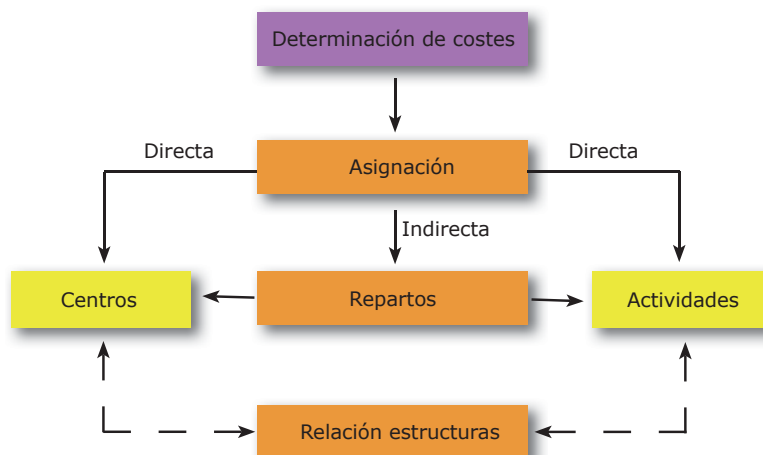 Determinación de costes
Directa
Asignación
Directa
Indirecta
Centros
Repartos
Actividades
Relación estructuras